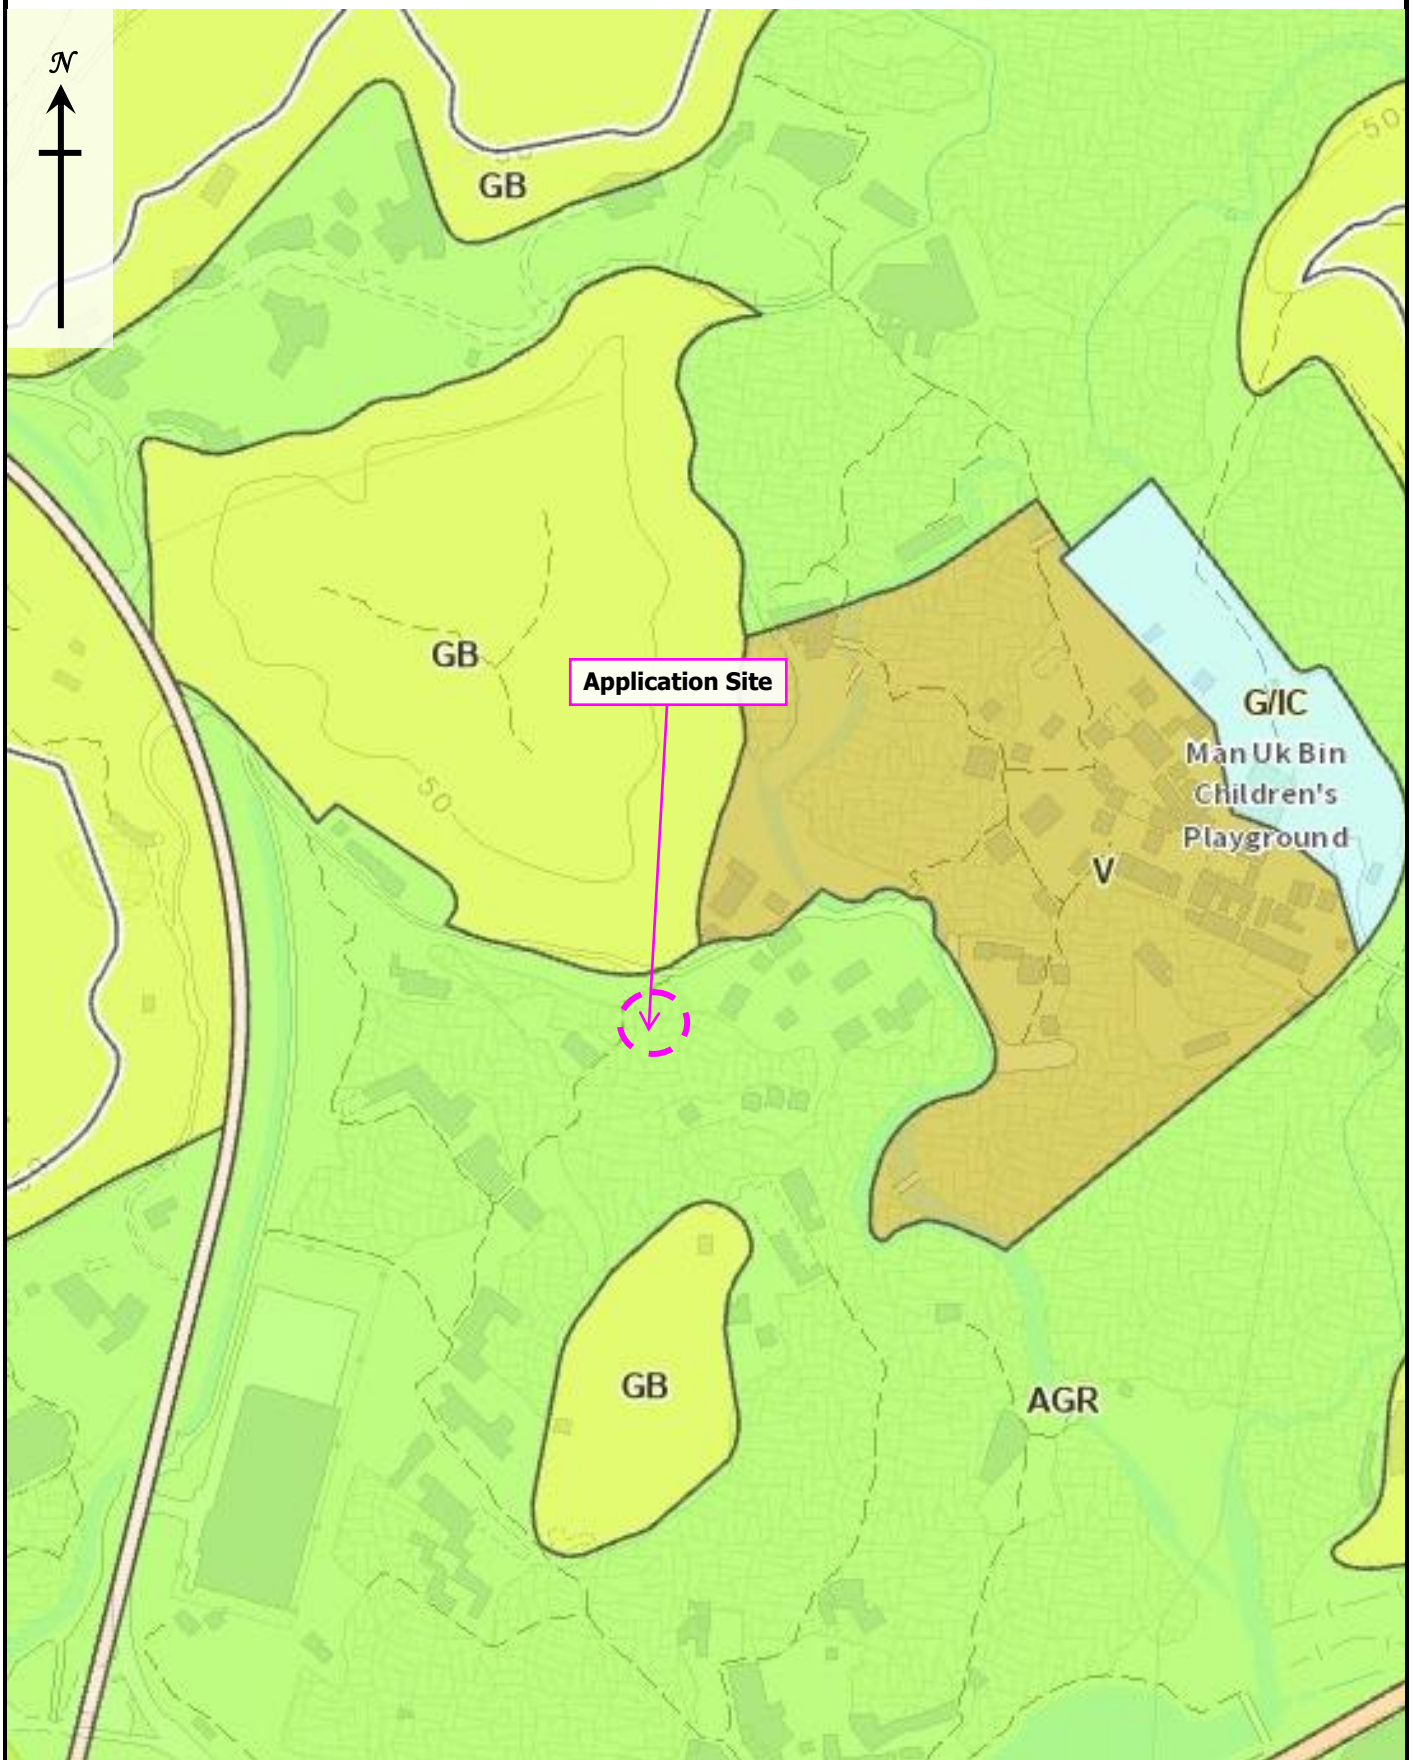 N
50
GB
G/IC
GB
Application Site
Man Uk Bin
Children's
Playground
50
V
GB
AGR